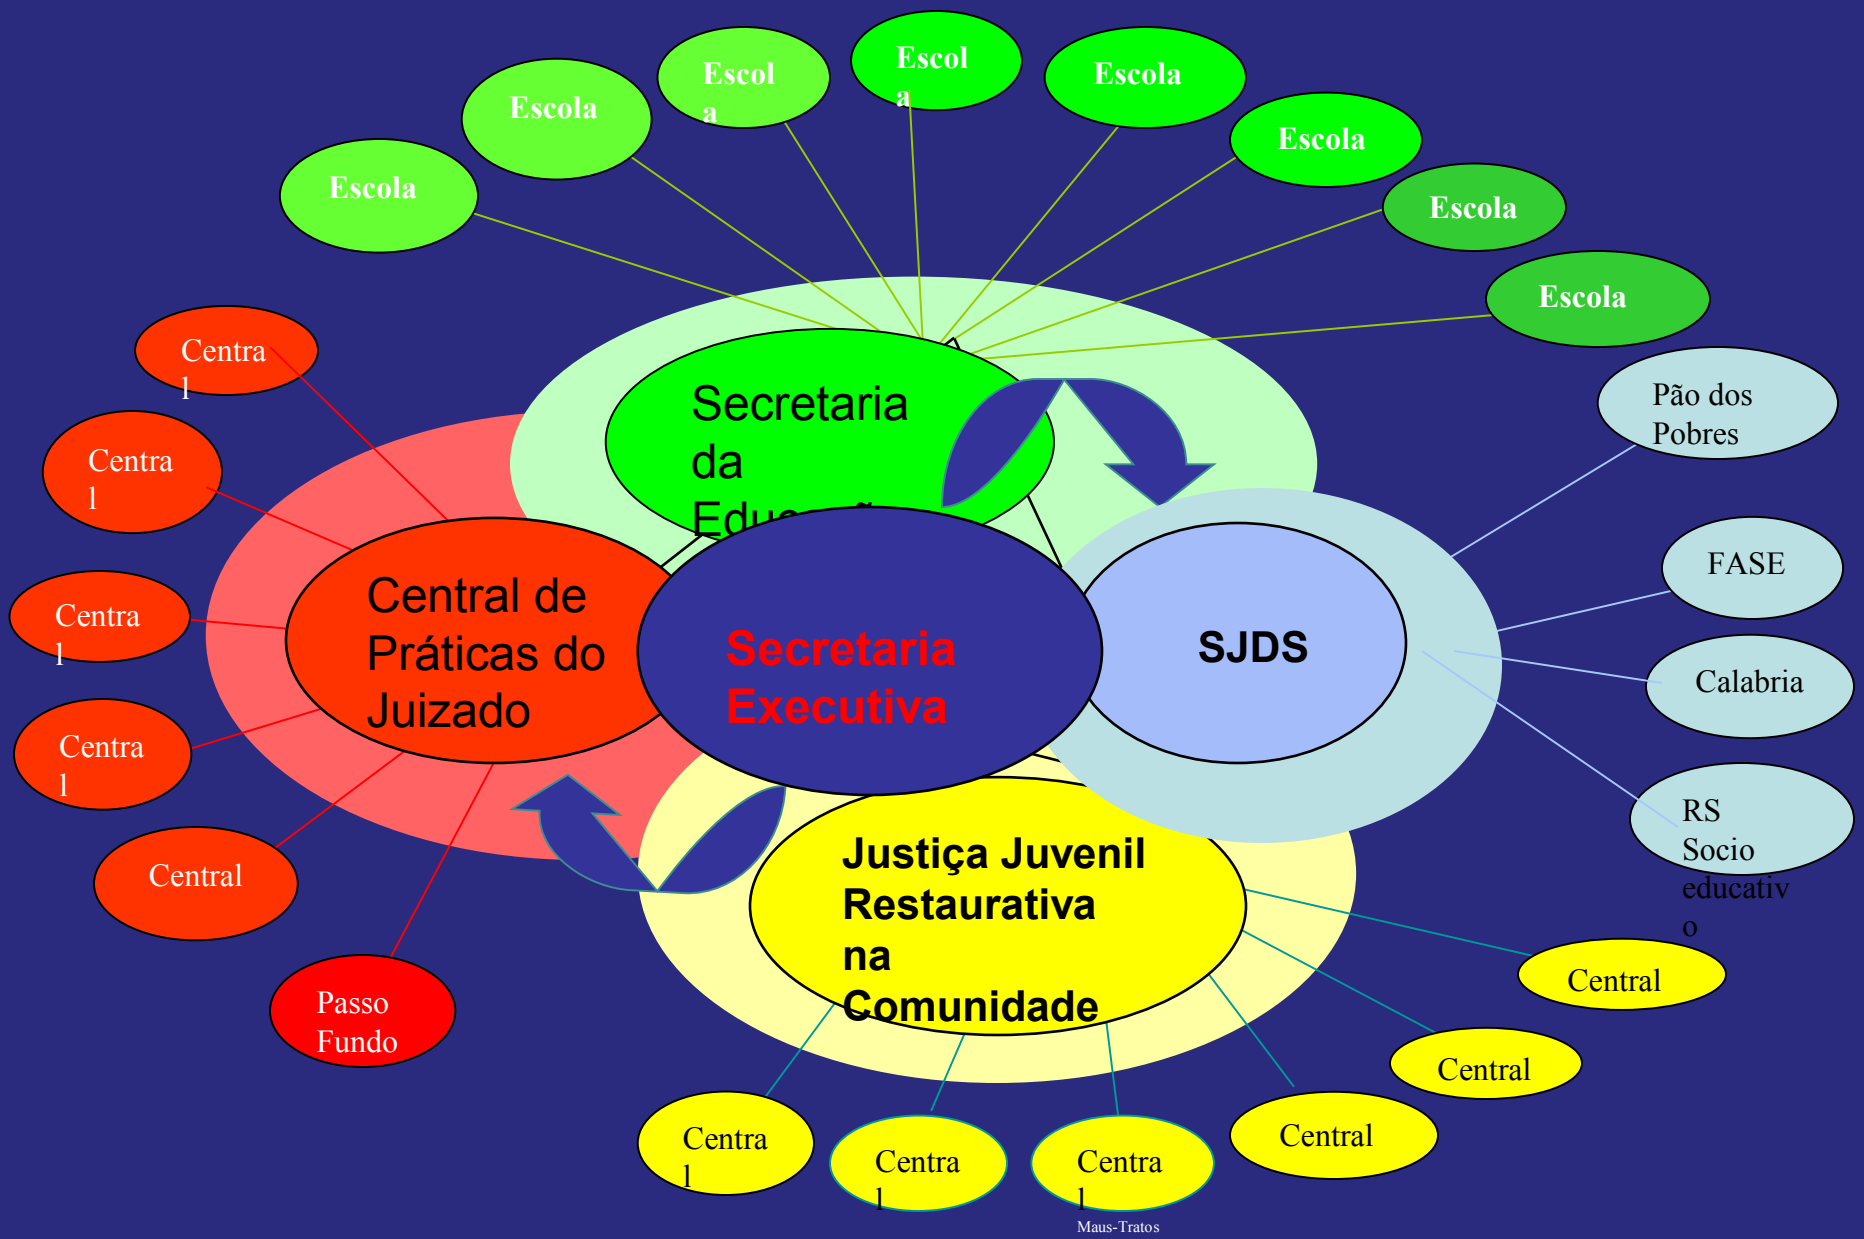 Escol
a
Escol
a
Escola
Escola
Escola
Escola
Escola
Escola
Centra
l
Secretaria
da
Pão dos
Pobres
Centra
l
FASE
Central de
Práticas do
Juizado
Centra
l
Secretaria
Executiva
SJDS
Calabria
Centra
l
RS
Socio
educativ
o
Central
Justiça Juvenil
Restaurativa
na
Comunidade
Passo
Fundo
Central
Central
Central
Centra
l
Centra
l
Centra
l
Maus-Tratos